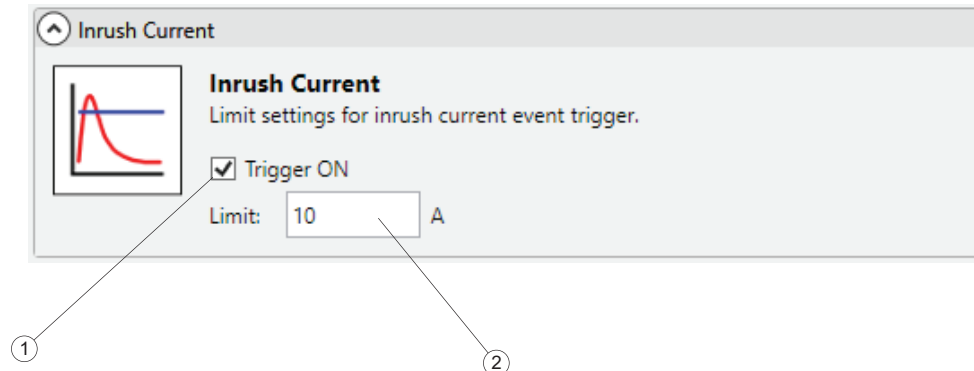 Inrush Current
Inrush Current
Limit settings for inrush current event trigger.
Trigger ON
Limit: 10 A
1
2